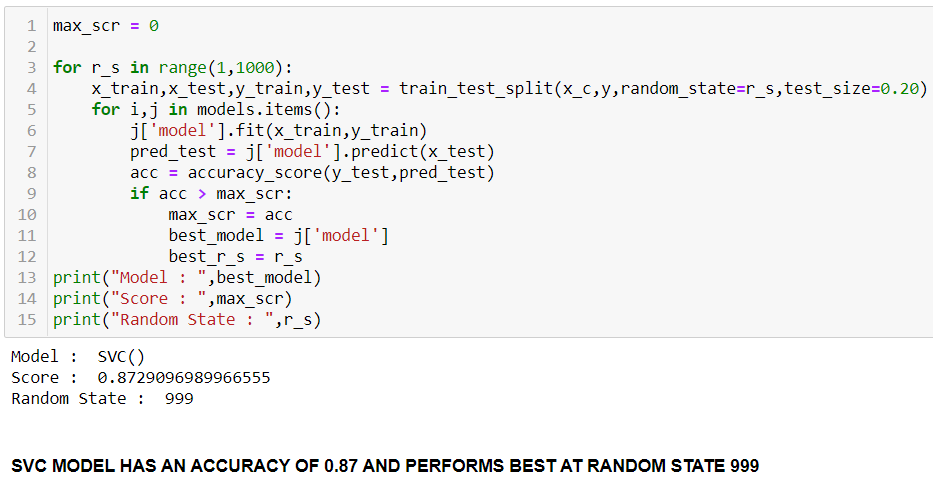 1 max_scr = 0
2
3 for r_s in range(1,1000):
4     x_train,x_test,y_train,y_test = train_test_split(x_c,y,random_state=r_s,test_size=0.20)
5     for i,j in models.items():
6         j['model'].fit(x_train,y_train)
7         pred_test = j['model'].predict(x_test)
8         acc = accuracy_score(y_test,pred_test)
9         if acc > max_scr:
10             max_scr = acc
11             best_model = j['model']
12             best_r_s = r_s
13 print("Model : ",best_model)
14 print("Score : ",max_scr)
15 print("Random State : ",r_s)
Model :  SVC()
Score :  0.8729096989966555
Random State :  999
SVC MODEL HAS AN ACCURACY OF 0.87 AND PERFORMS BEST AT RANDOM STATE 999